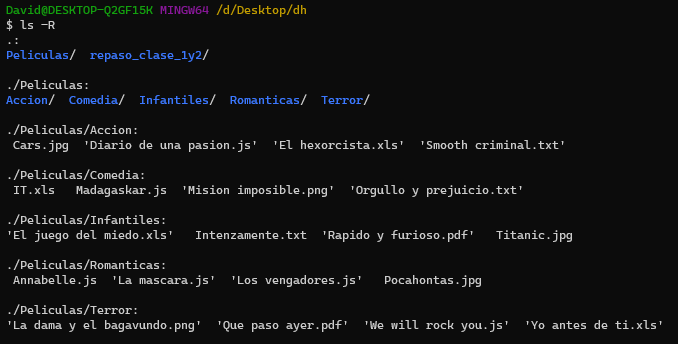 David@DESKTOP-Q2GF15K MINGW64 /d/Desktop/dh
$ ls -R
.:
Peliculas/  repaso_clase_1y2/

./Peliculas:
Accion/  Comedia/  Infantiles/  Romanticas/  Terror/

./Peliculas/Accion:
 Cars.jpg  'Diario de una pasion.js'  'El hexorcista.xls'  'Smooth criminal.txt'

./Peliculas/Comedia:
 IT.xls   Madagaskar.js  'Mision imposible.png'  'Orgullo y prejuicio.txt'

./Peliculas/Infantiles:
'El juego del miedo.xls'   Intenzamente.txt  'Rapido y furioso.pdf'   Titanic.jpg

./Peliculas/Romanticas:
 Annabelle.js  'La mascara.js'  'Los vengadores.js'   Pocahontas.jpg

./Peliculas/Terror:
'La dama y el bagavundo.png'  'Que paso ayer.pdf'  'We will rock you.js'  'Yo antes de ti.xls'